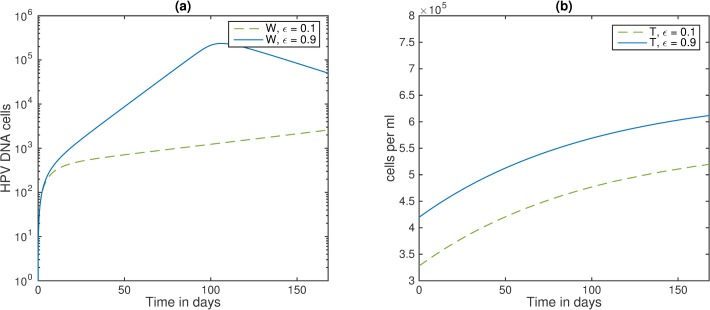 (a)
HPV DNA cells
10^6
10^5
10^4
10^3
10^2
10^1
10^0
W, ε = 0.1
W, ε = 0.9
0 50 100 150
Time in days
(b)
× 10^5
cells per ml
8
7.5
7
6.5
6
5.5
5
4.5
4
3.5
3
T, ε = 0.1
T, ε = 0.9
0 50 100 150
Time in days